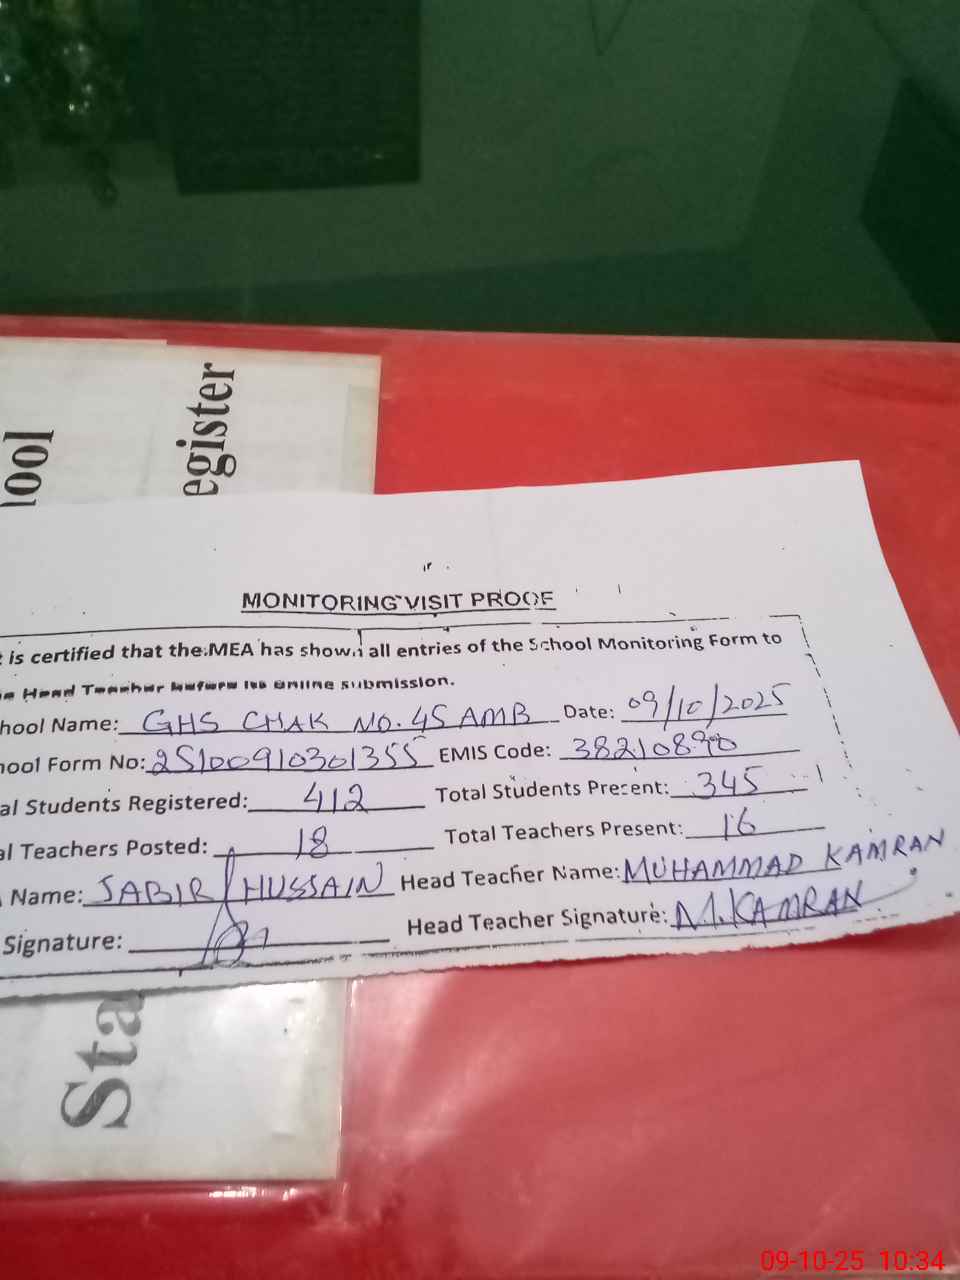 ool
egister
MONITORING VISIT PROOF
is certified that the MEA has shown all entries of the School Monitoring Form to
Head Teacher before its online submission.
hool Name: GHS CHAK NO. 45 AMB Date: 09/10/2025
ool Form No: 25100910301355 EMIS Code: 38210890
al Students Registered: 412 Total Students Present: 345
al Teachers Posted: 18 Total Teachers Present: 16
Name: SABIR HUSSAIN Head Teacher Name: MUHAMMAD KAMRAN
Signature: Head Teacher Signature: M.KAMRAN
Sta
09-10-25 10:34